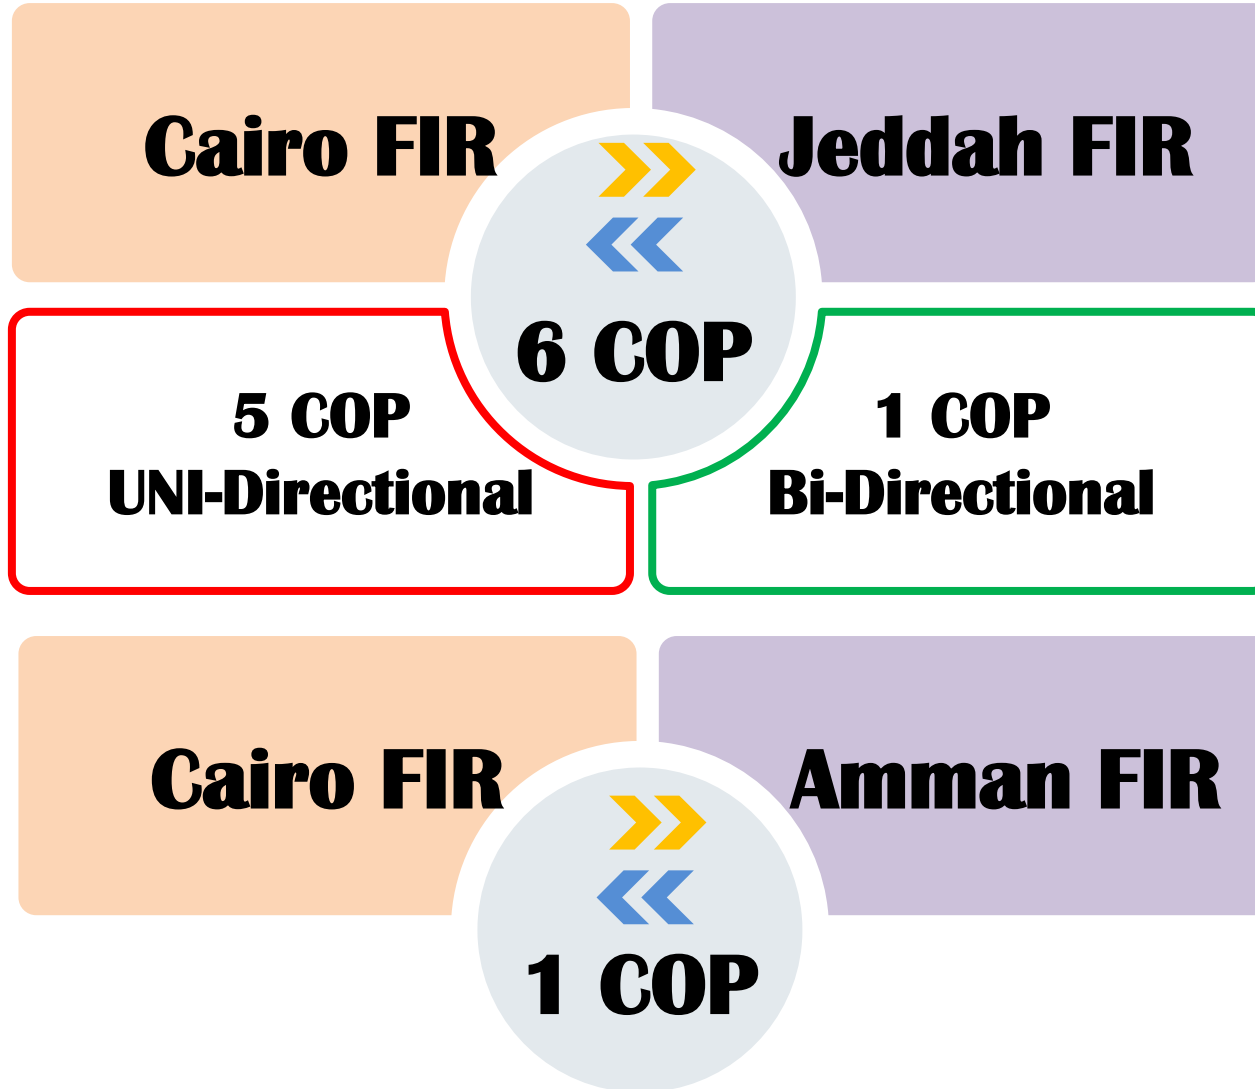 Cairo FIR
Jeddah FIR
6 COP
5 COP
UNI-Directional
1 COP
Bi-Directional
Cairo FIR
Amman FIR
1 COP